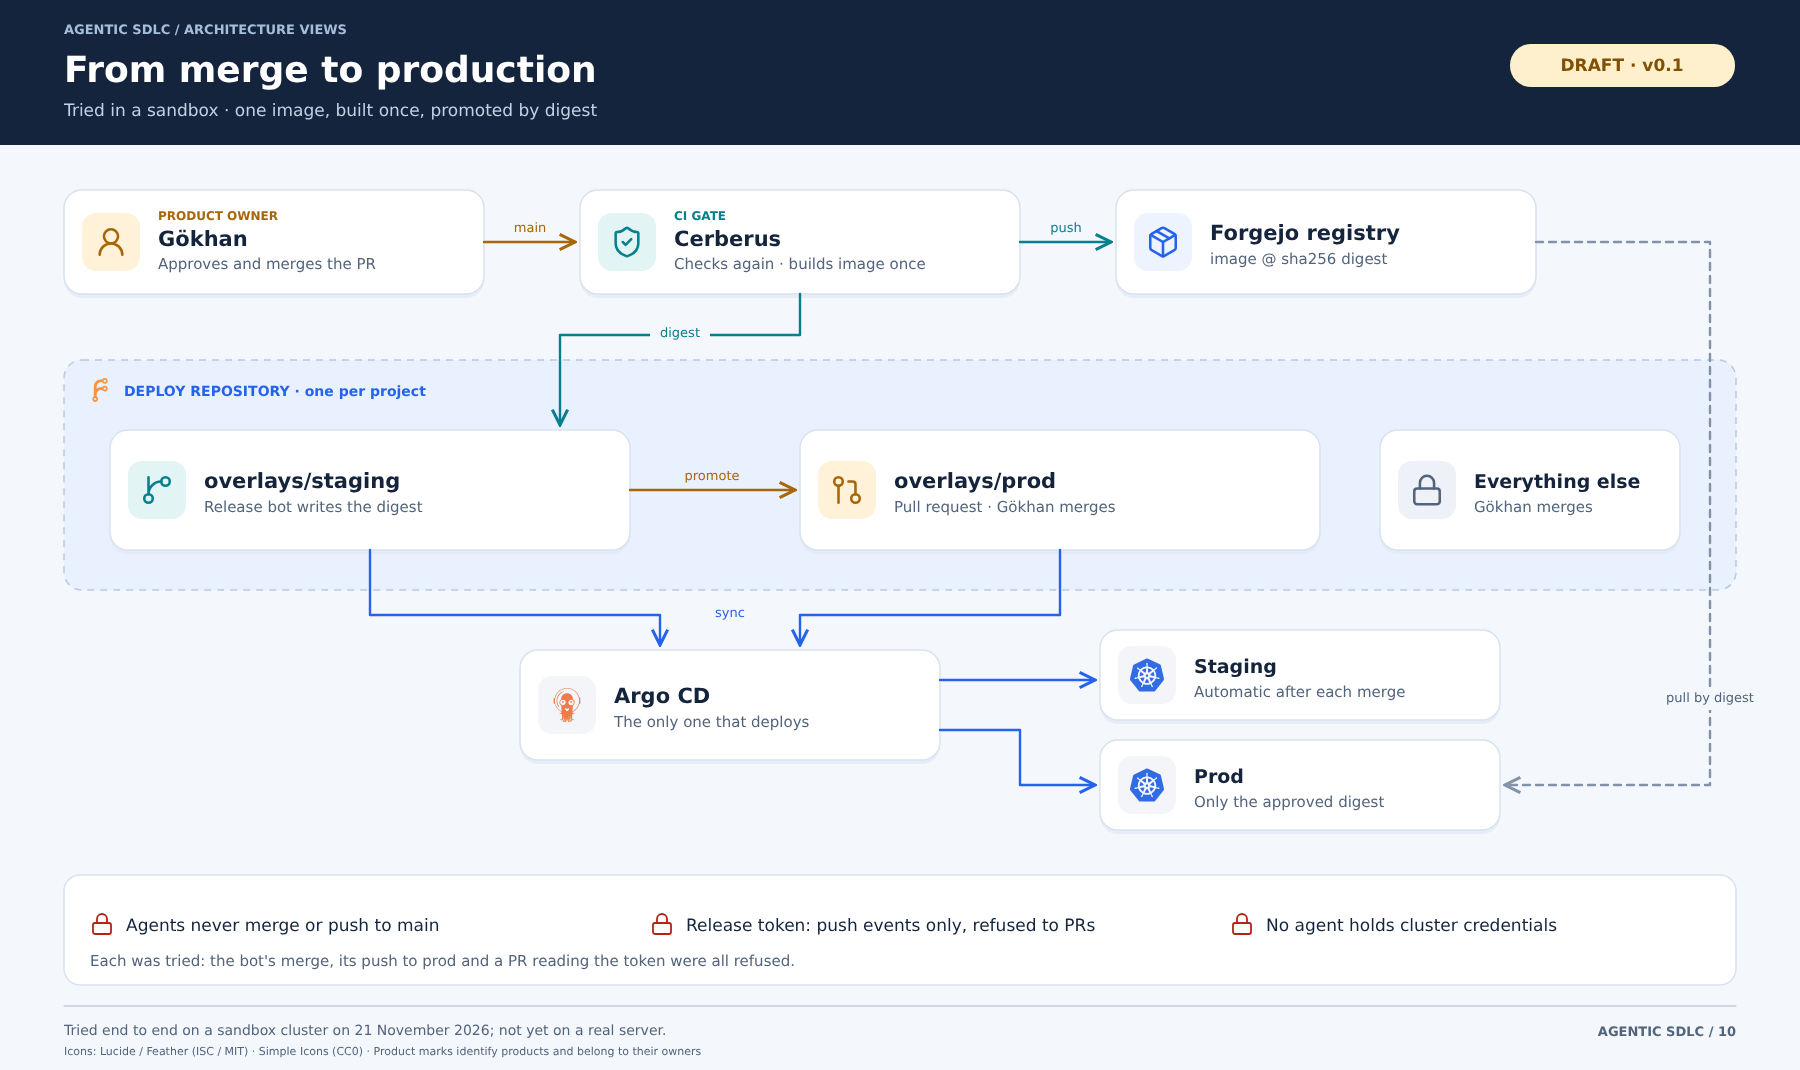 AGENTIC SDLC / ARCHITECTURE VIEWS
From merge to production
Tried in a sandbox · one image, built once, promoted by digest
DRAFT · v0.1
PRODUCT OWNER
Gökhan
Approves and merges the PR
main
CI GATE
Cerberus
Checks again · builds image once
push
Forgejo registry
image @ sha256 digest
digest
DEPLOY REPOSITORY · one per project
overlays/staging
Release bot writes the digest
promote
overlays/prod
Pull request · Gökhan merges
Everything else
Gökhan merges
sync
Argo CD
The only one that deploys
Staging
Automatic after each merge
pull by digest
Prod
Only the approved digest
Agents never merge or push to main
Release token: push events only, refused to PRs
No agent holds cluster credentials
Each was tried: the bot's merge, its push to prod and a PR reading the token were all refused.
Tried end to end on a sandbox cluster on 21 November 2026; not yet on a real server.
AGENTIC SDLC / 10
Icons: Lucide / Feather (ISC / MIT) · Simple Icons (CC0) · Product marks identify products and belong to their owners